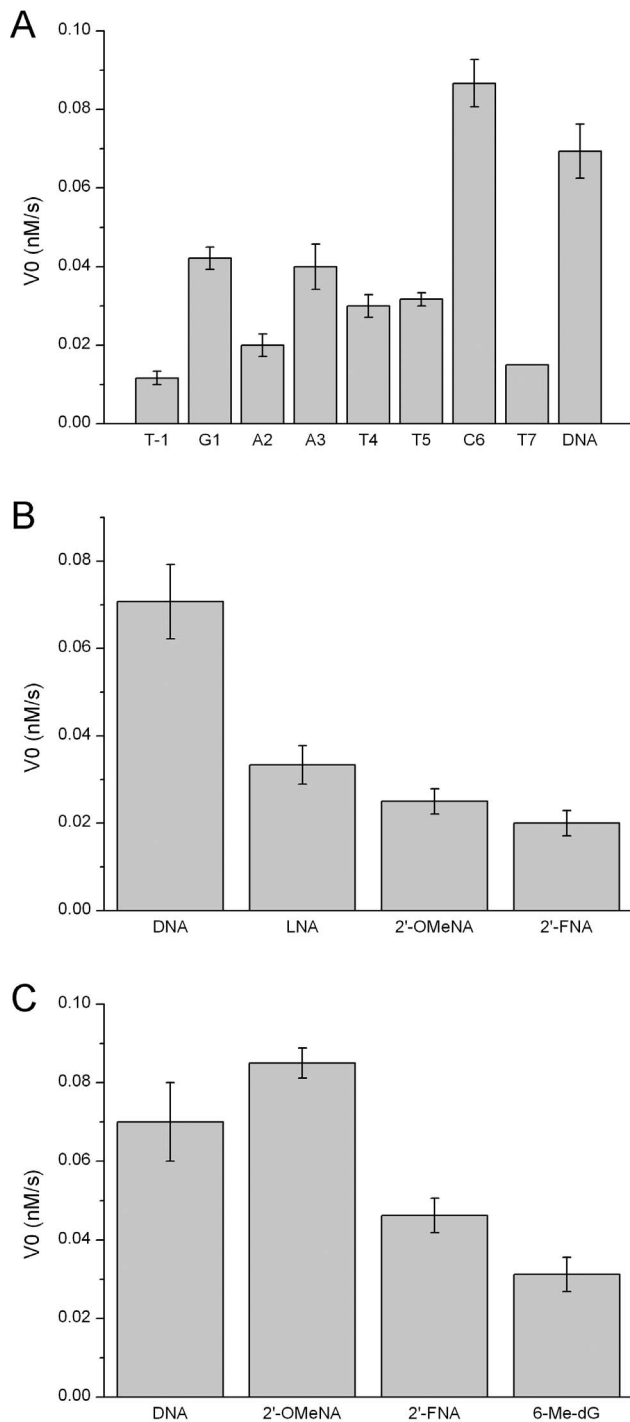 A
V0 (nM/s)
0.10
0.08
0.06
0.04
0.02
0.00
T-1 G1 A2 A3 T4 T5 C6 T7 DNA
B
V0 (nM/s)
0.08
0.06
0.04
0.02
0.00
DNA LNA 2'-OMeNA 2'-FNA
C
V0 (nM/s)
0.10
0.08
0.06
0.04
0.02
0.00
DNA 2'-OMeNA 2'-FNA 6-Me-dG